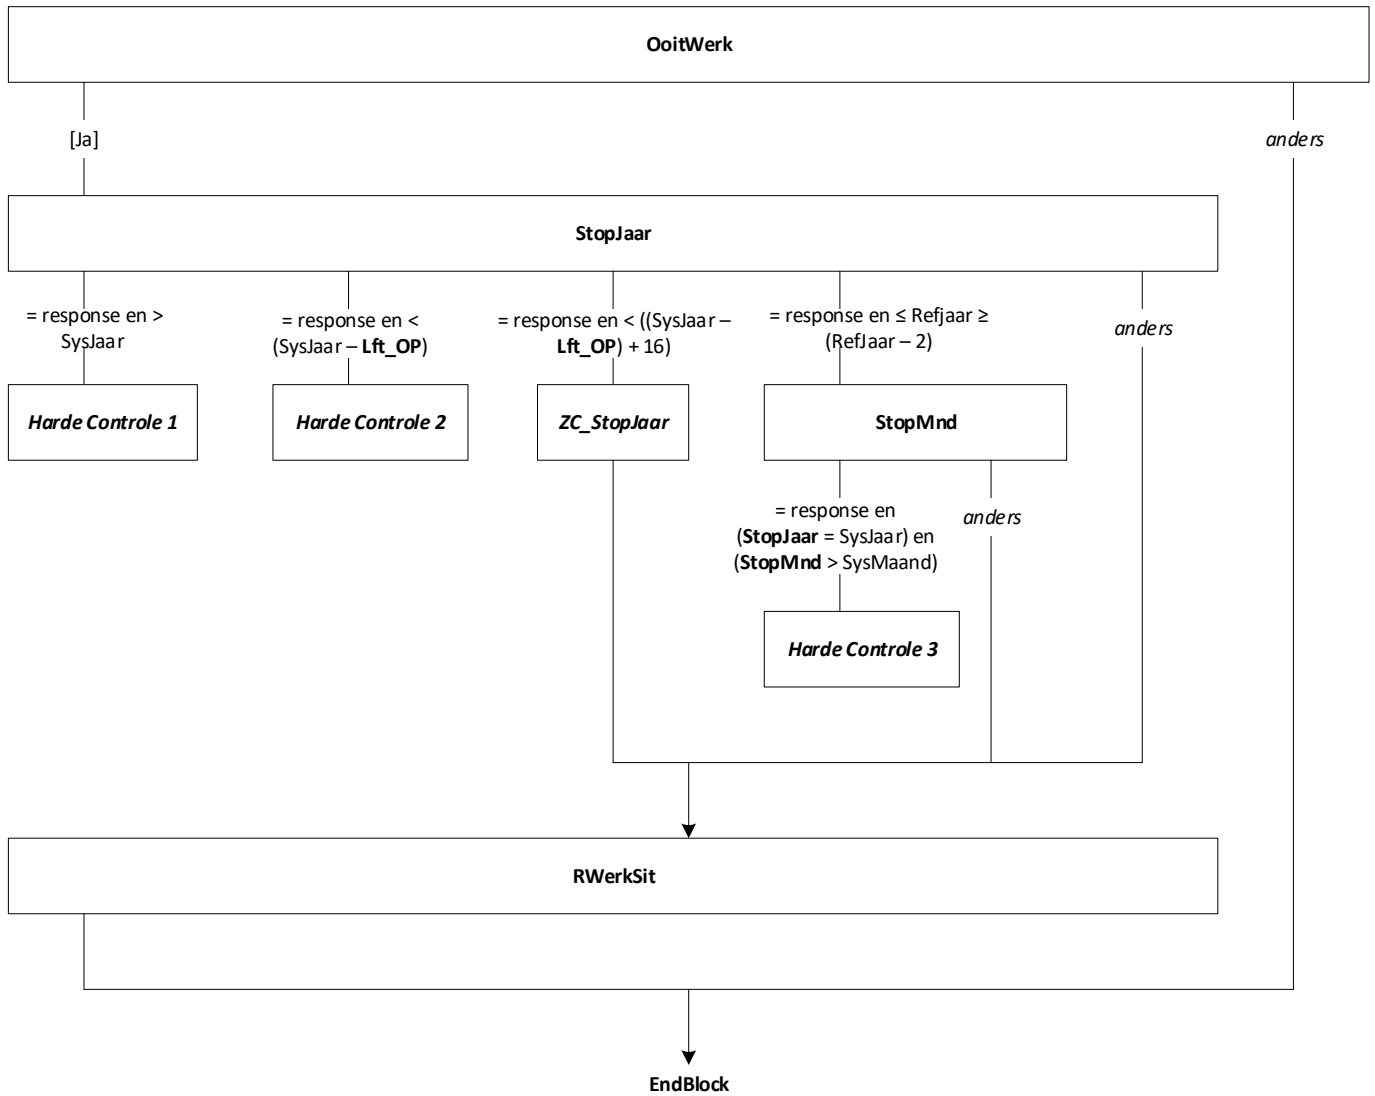 OoitWerk
[Ja]
anders
StopJaar
= response en >
SysJaar
= response en <
(SysJaar – Lft_OP)
= response en < ((SysJaar –
Lft_OP) + 16)
= response en ≤ Refjaar ≥
(RefJaar – 2)
anders
Harde Controle 1
Harde Controle 2
ZC_StopJaar
StopMnd
= response en
(StopJaar = SysJaar) en
(StopMnd > SysMaand)
anders
Harde Controle 3
RWerkSit
EndBlock